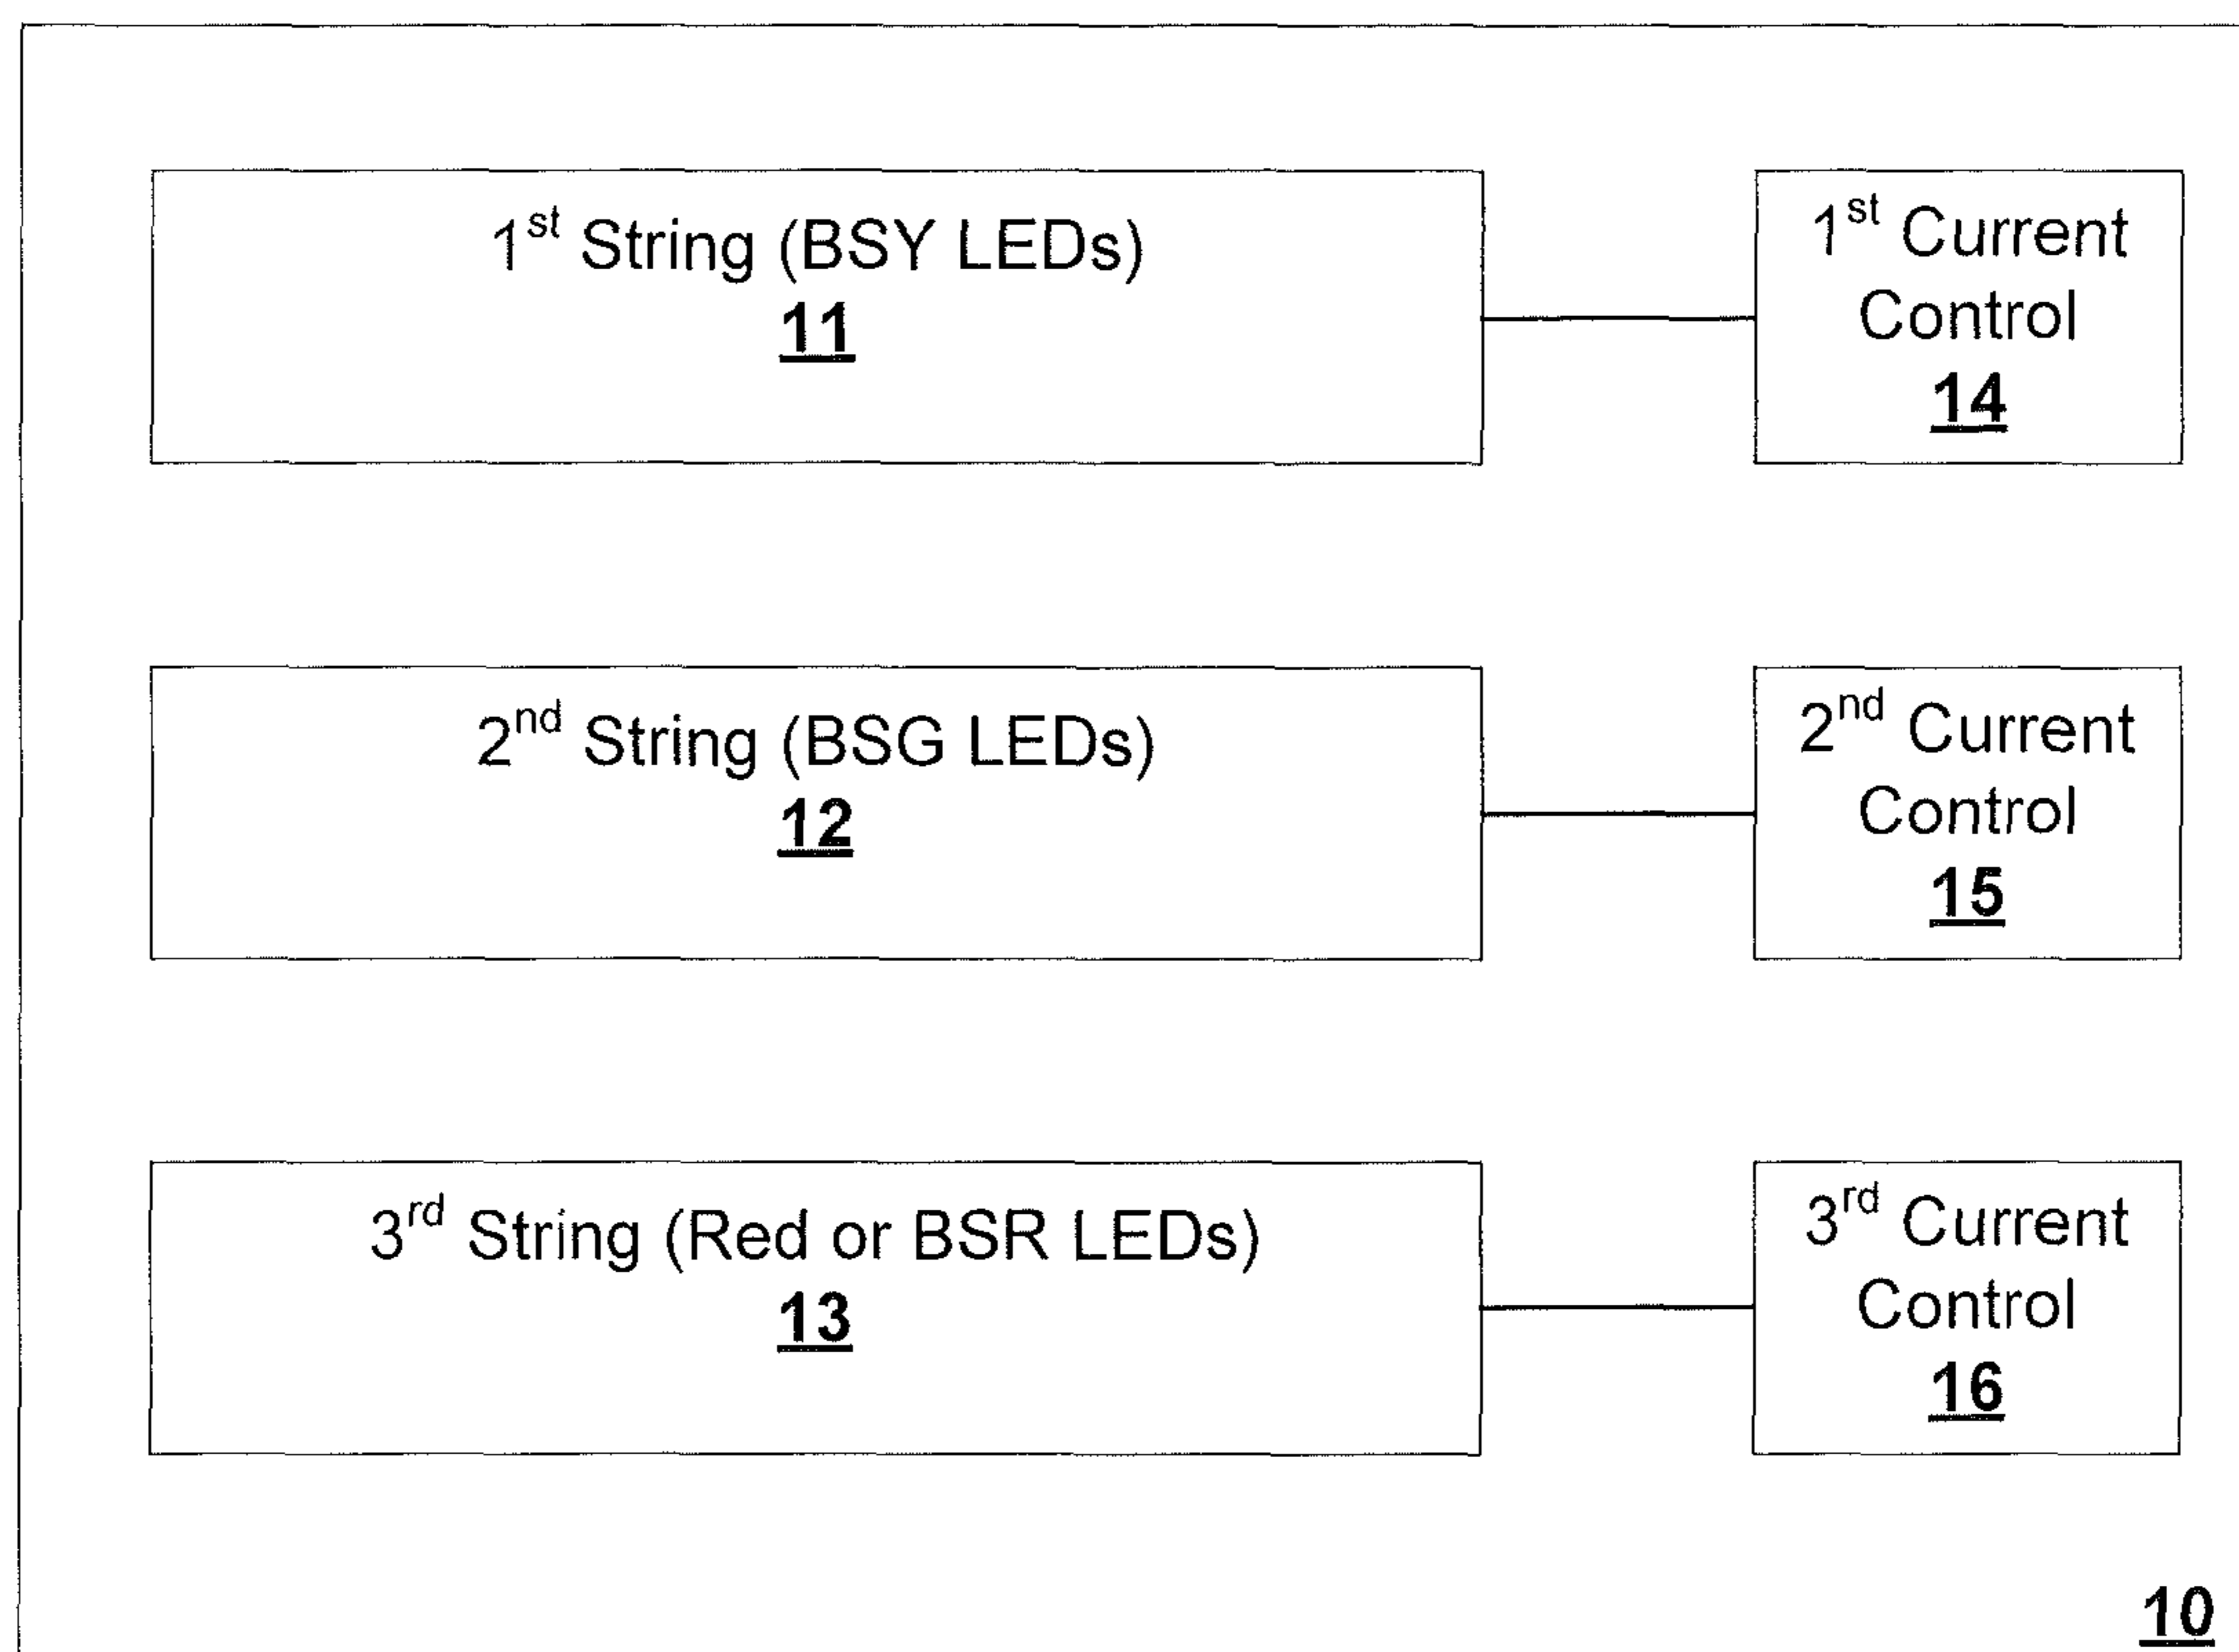 1st String (BSY LEDs)
11
1st Current
Control
14
2nd String (BSG LEDs)
12
2nd Current
Control
15
3rd String (Red or BSR LEDs)
13
3rd Current
Control
16
10